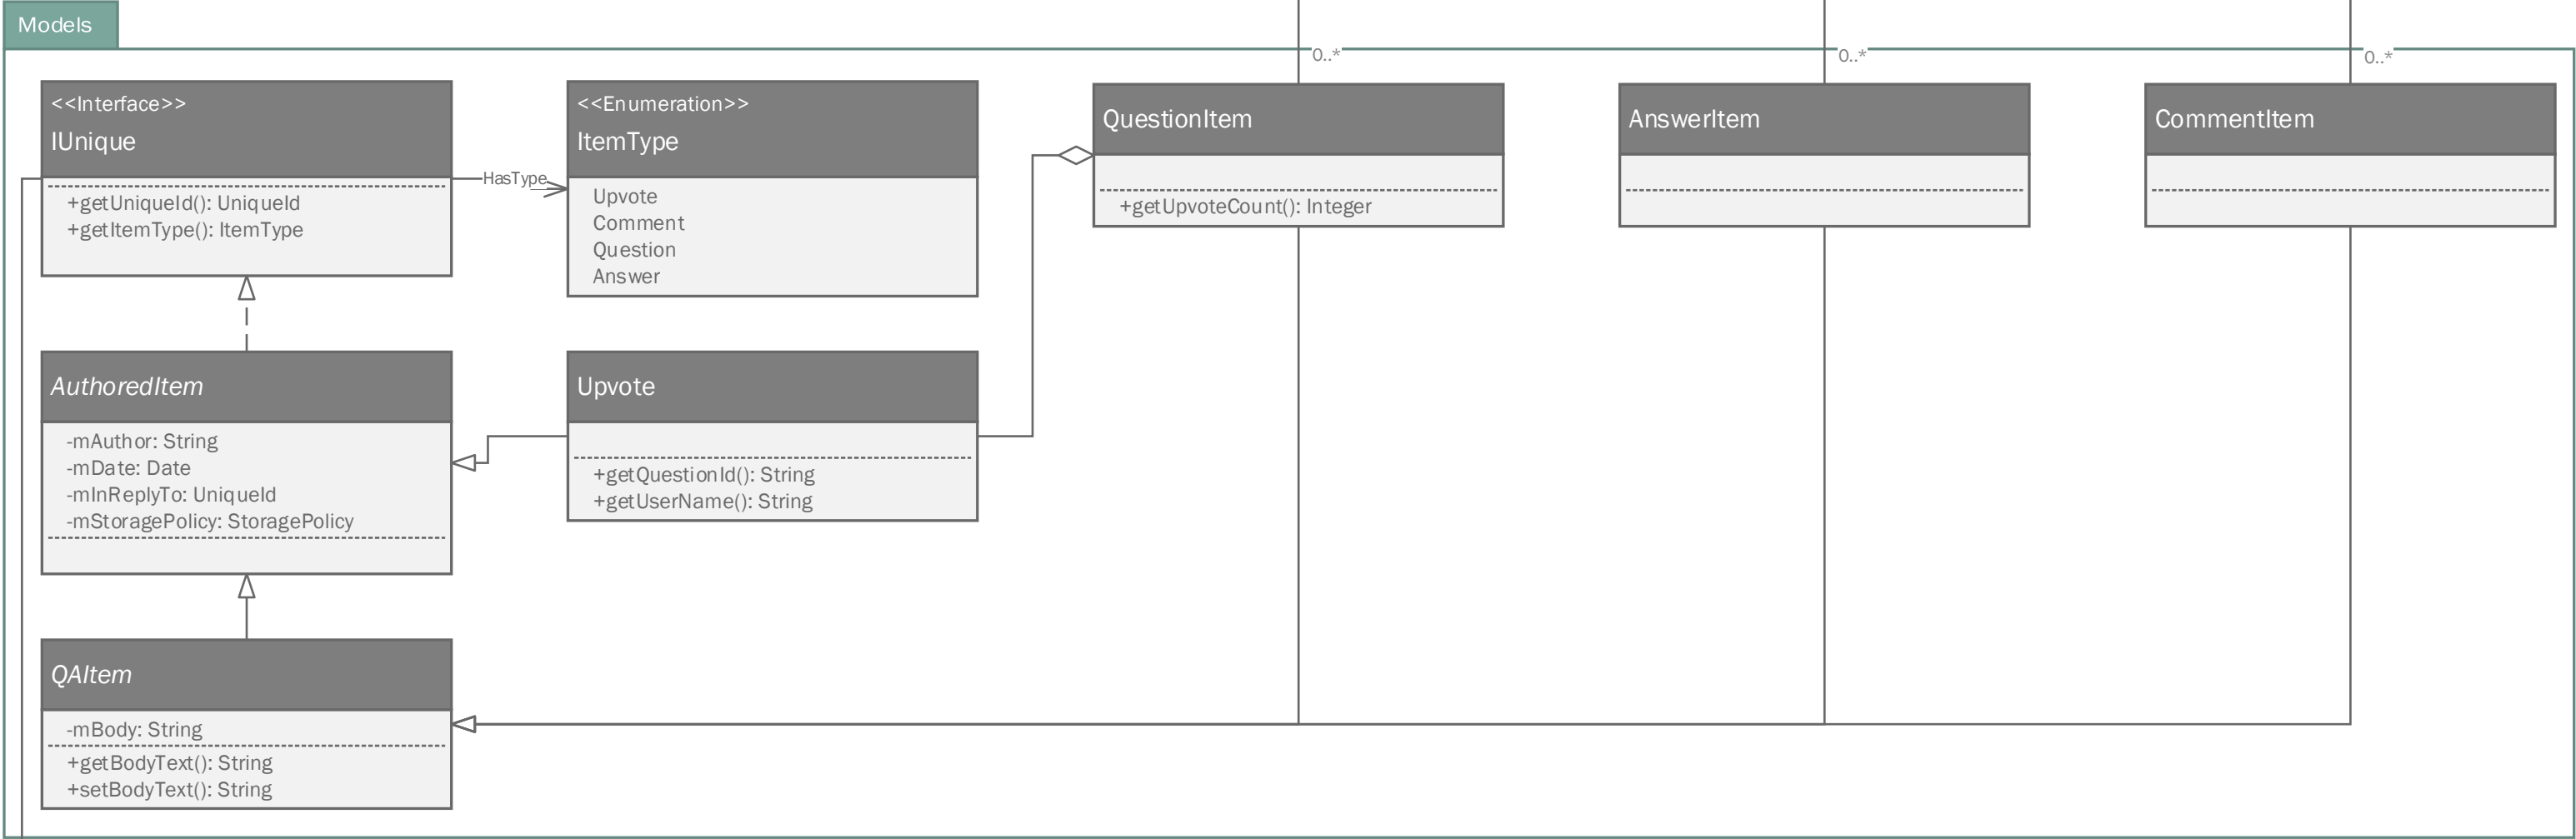 Models
0..*
0..*
0..*
<<Interface>>
IUnique
+getUniqueId(): UniqueId
+getItemType(): ItemType
HasType
<<Enumeration>>
ItemType
Upvote
Comment
Question
Answer
QuestionItem
+getUpvoteCount(): Integer
AnswerItem
CommentItem
AuthoredItem
-mAuthor: String
-mDate: Date
-mInReplyTo: UniqueId
-mStoragePolicy: StoragePolicy
Upvote
+getQuestionId(): String
+getUserName(): String
QAItem
-mBody: String
+getBodyText(): String
+setBodyText(): String